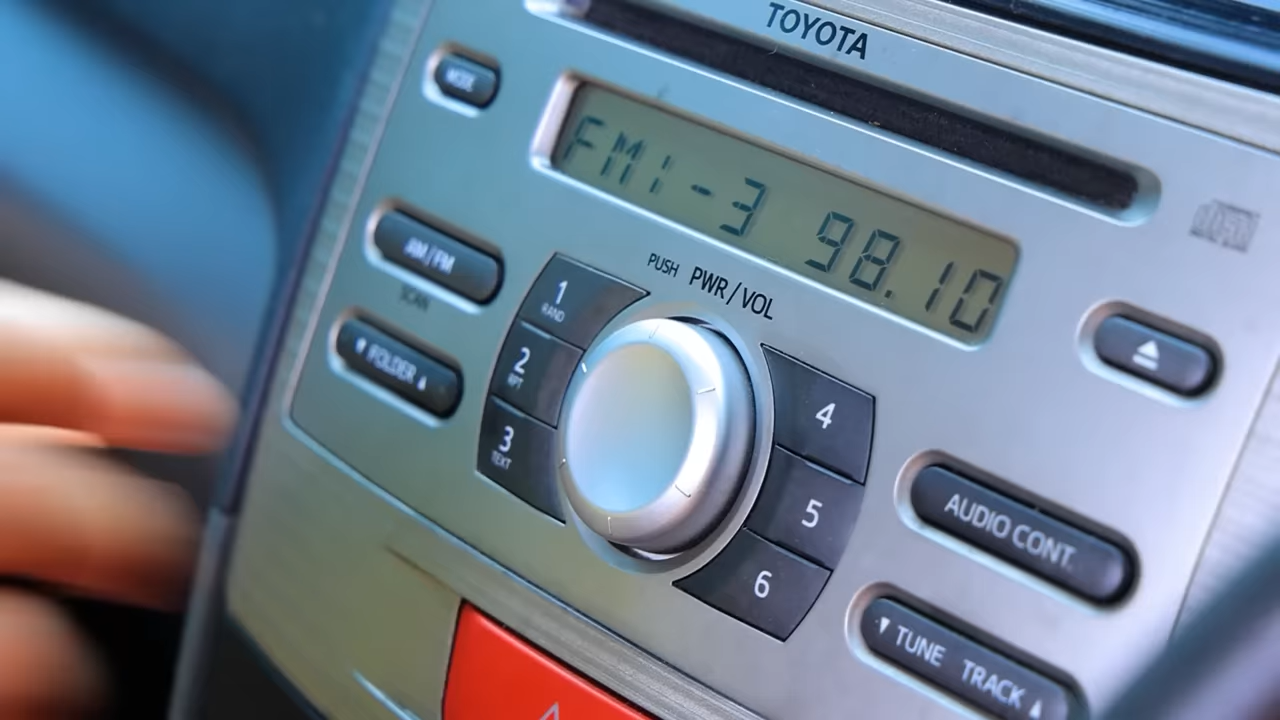 TOYOTA
MODE
FM1-3 98.10
AM/FM
SCAN
PUSH PWR/VOL
1
RAND
2
RPT
3
TEXT
FOLDER
4
5
6
AUDIO CONT.
TUNE TRACK